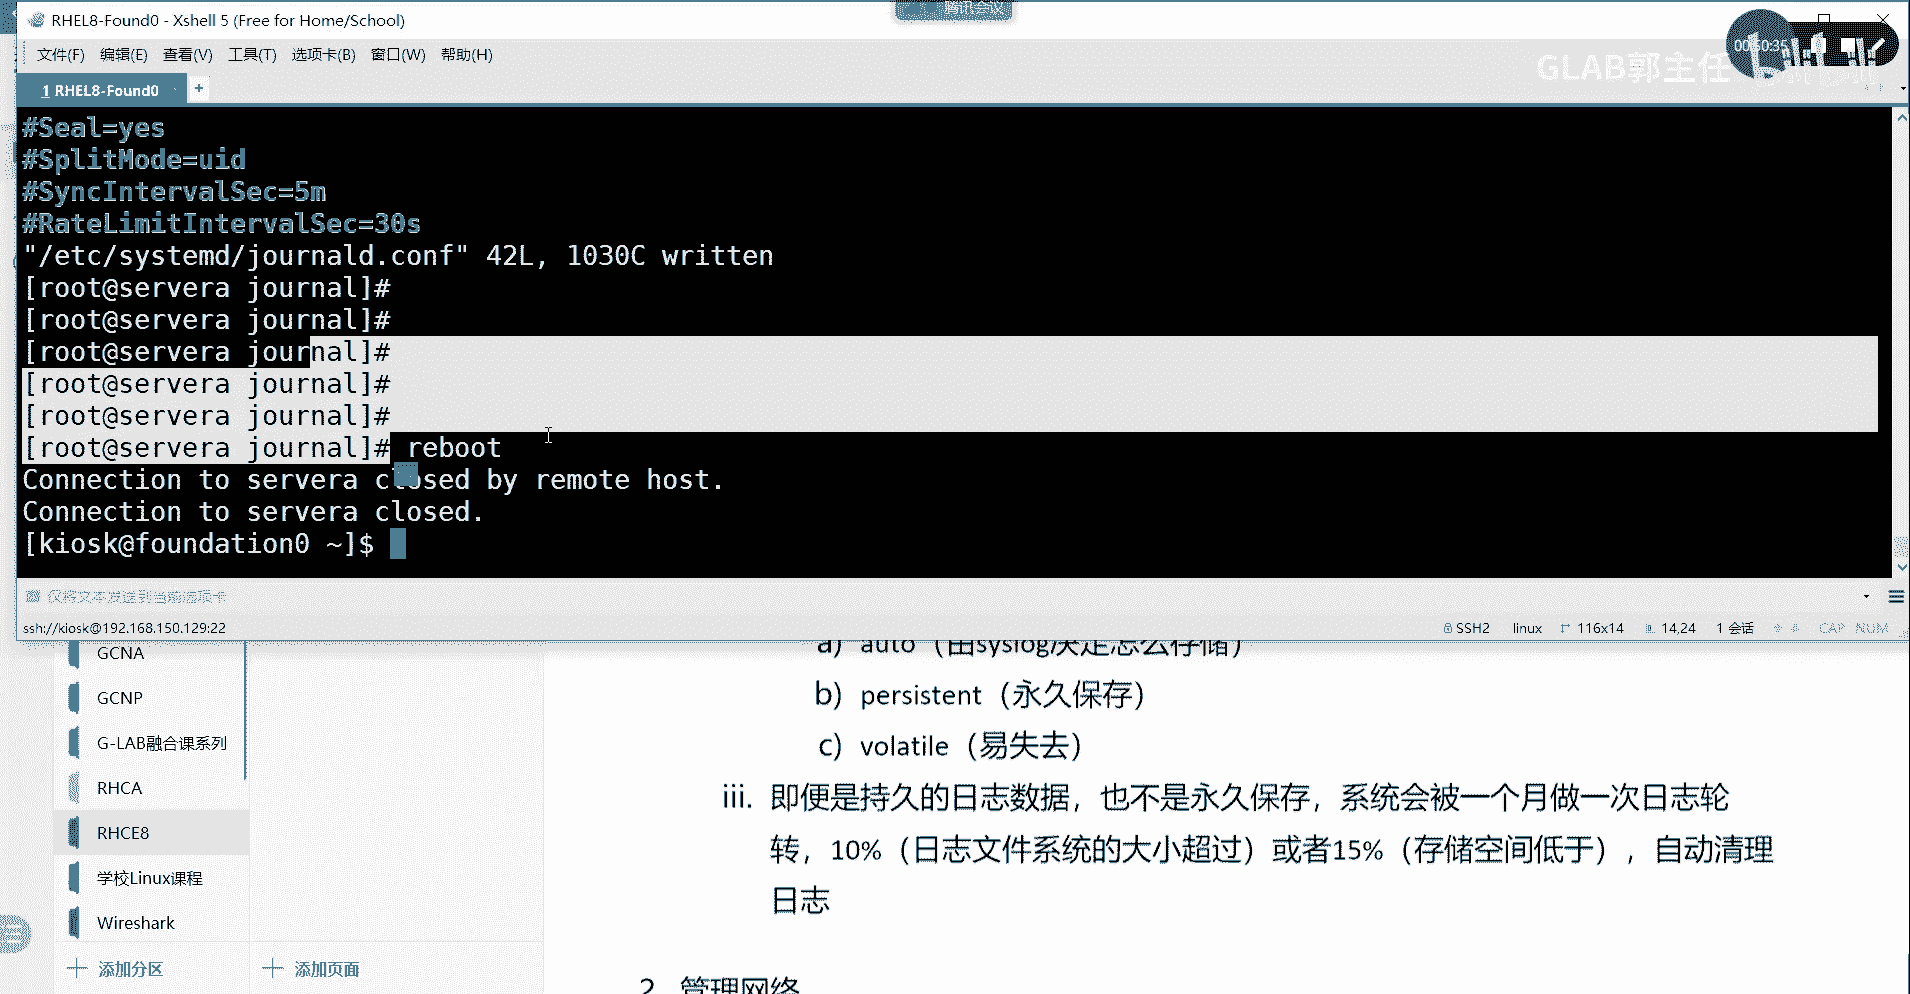 RHEL8-Found0 - Xshell 5 (Free for Home/School)
腾讯会议
文件(F) 编辑(E) 查看(V) 工具(T) 选项卡(B) 窗口(W) 帮助(H)
00:50:35
GLAB郭主任
1 RHEL8-Found0
#Seal=yes
#SplitMode=uid
#SyncIntervalSec=5m
#RateLimitIntervalSec=30s
"/etc/systemd/journald.conf" 42L, 1030C written
[root@servera journal]#
[root@servera journal]#
[root@servera journal]#
[root@servera journal]#
[root@servera journal]#
[root@servera journal]# reboot
Connection to servera closed by remote host.
Connection to servera closed.
[kiosk@foundation0 ~]$
仅将文本发送到当前选项卡
ssh://kiosk@192.168.150.129:22
SSH2 linux 116x14 14,24 1 会话 CAP NUM
GCNA
GCNP
G-LAB融合课系列
RHCA
RHCE8
学校Linux课程
Wireshark
添加分区
添加页面
a) auto（由syslog决定怎么存储）
b) persistent（永久保存）
c) volatile（易失去）
iii. 即便是持久的日志数据，也不是永久保存，系统会被一个月做一次日志轮
转，10%（日志文件系统的大小超过）或者15%（存储空间低于），自动清理
日志
2. 管理网络